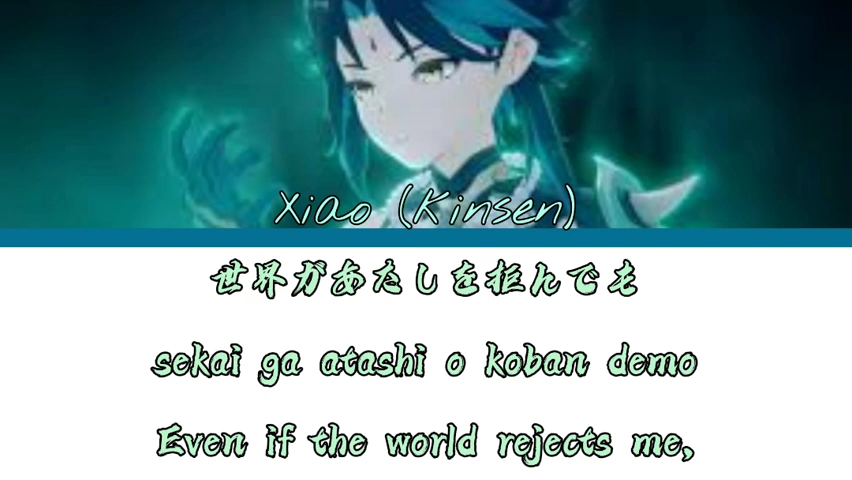 Xiao (Kinsen)
世界があたしを拒んでも
sekai ga atashi o koban demo
Even if the world rejects me,